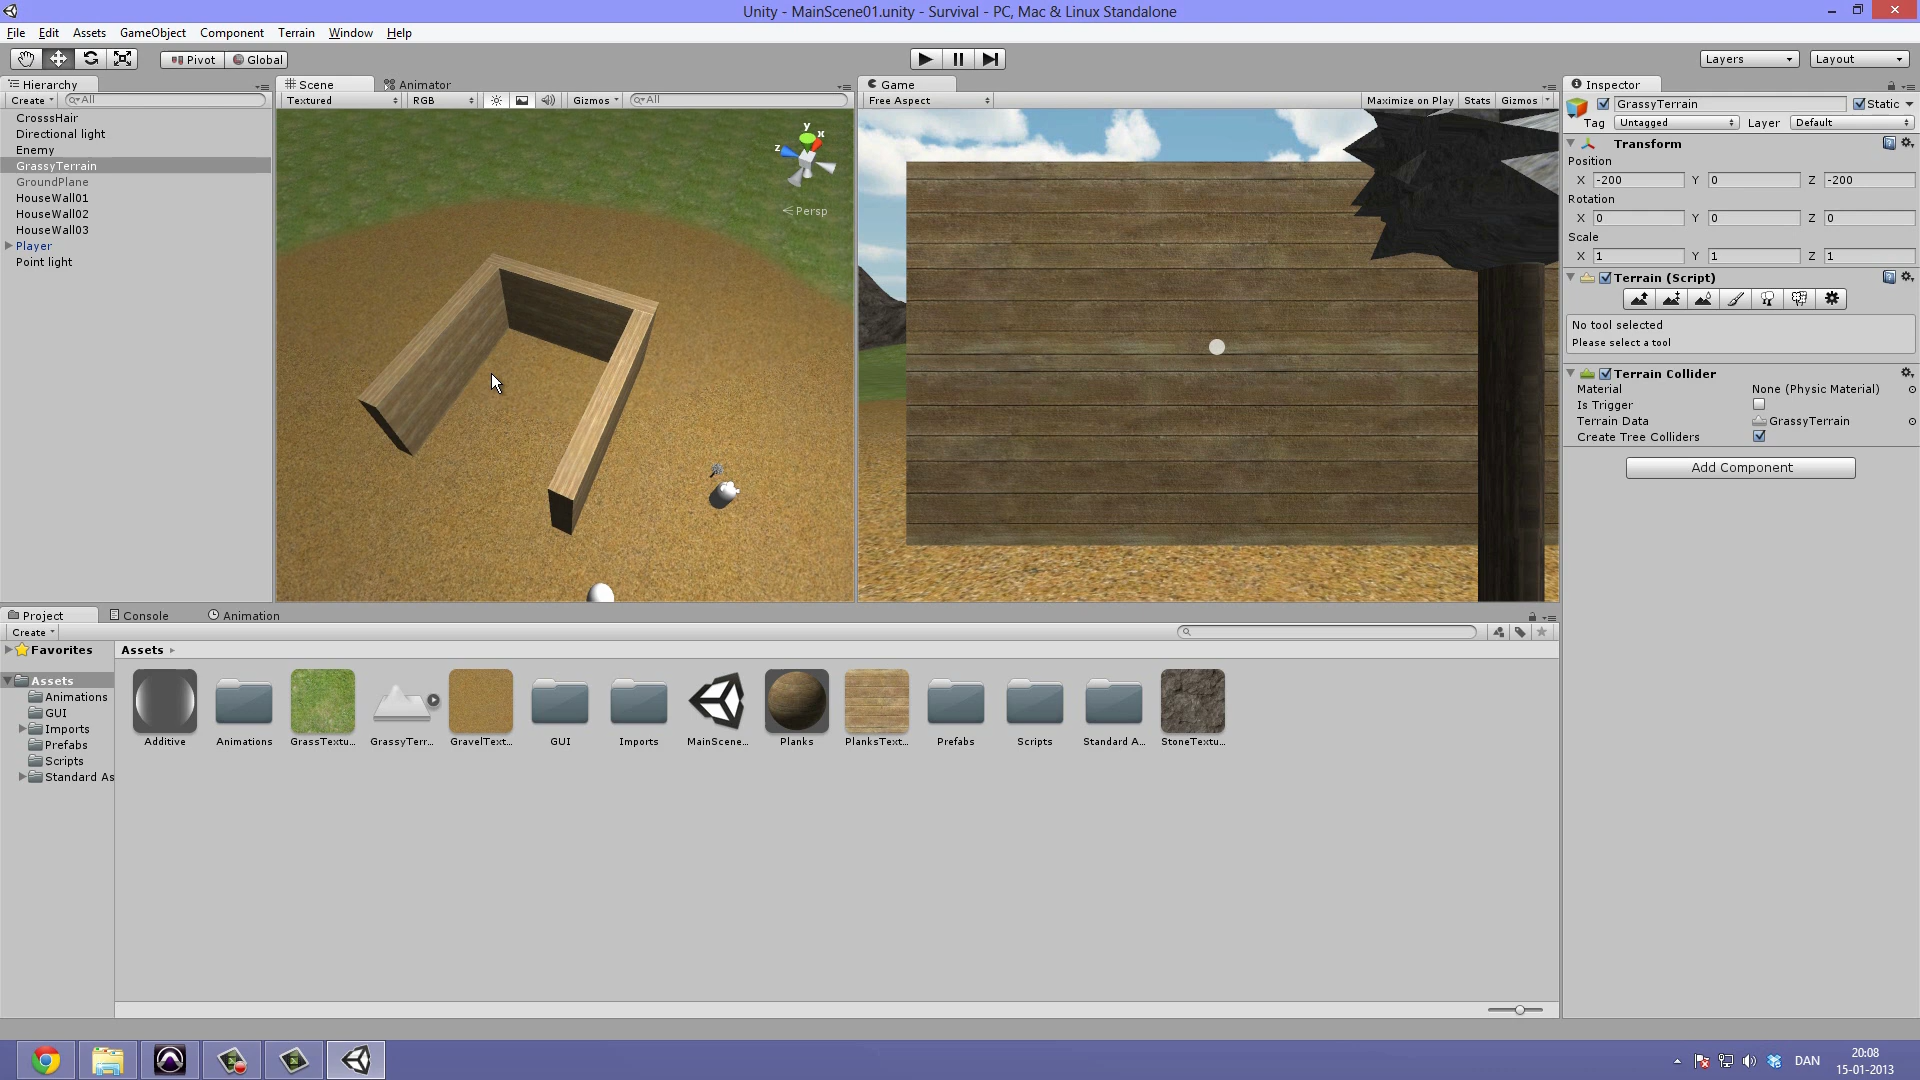 Unity - MainScene01.unity - Survival - PC, Mac & Linux Standalone
File Edit Assets GameObject Component Terrain Window Help
Pivot Global Layers Layout
Hierarchy
Create All
CrosssHair
Directional light
Enemy
GrassyTerrain
GroundPlane
HouseWall01
HouseWall02
HouseWall03
Player
Point light
Scene Animator
Textured RGB Gizmos All
y
x
z
Persp
Game
Free Aspect Maximize on Play Stats Gizmos
Inspector
GrassyTerrain Static
Tag Untagged Layer Default
Transform
Position
X -200 Y 0 Z -200
Rotation
X 0 Y 0 Z 0
Scale
X 1 Y 1 Z 1
Terrain (Script)
No tool selected
Please select a tool
Terrain Collider
Material None (Physic Material)
Is Trigger
Terrain Data GrassyTerrain
Create Tree Colliders
Add Component
Project Console Animation
Create
Favorites
Assets
Animations
GUI
Imports
Prefabs
Scripts
Standard As
Assets
Additive Animations GrassTextu... GrassyTerr... GravelText... GUI Imports MainScene... Planks PlanksText... Prefabs Scripts Standard A... StoneTextu...
DAN
20:08
15-01-2013